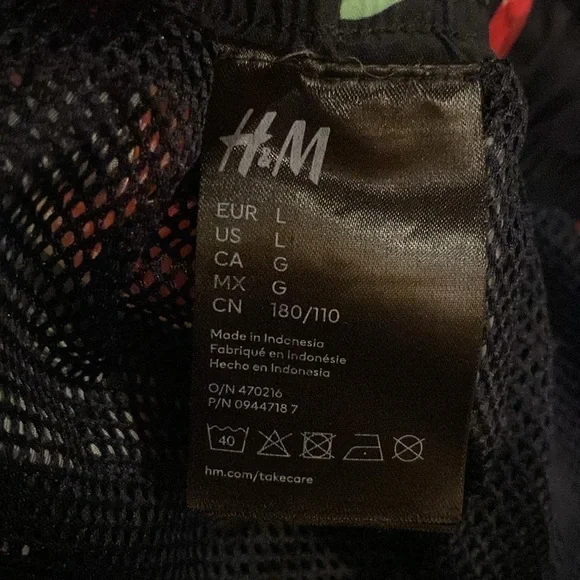 H&M
EUR L
US L
CA G
MX G
CN 180/110
Made in Indonesia
Fabriqué en Indonésie
Hecho en Indonesia
O/N 470216
P/N 0944718 7
40
hm.com/takecare